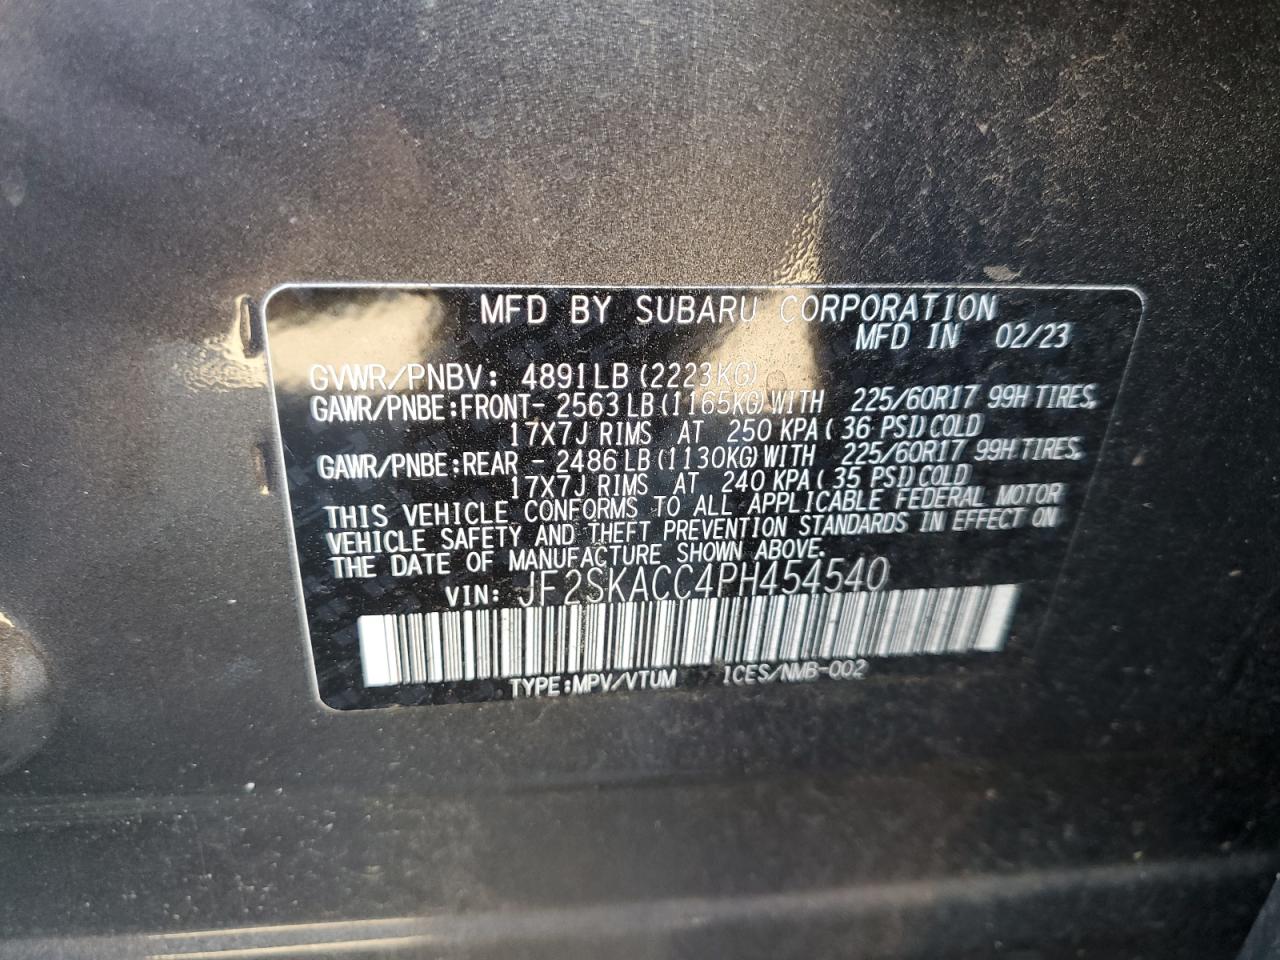 MFD BY SUBARU CORPORATION
MFD IN 02/23
GVWR/PNBV: 4891LB(2223KG)
GAWR/PNBE:FRONT- 2563LB(1165KG)WITH 225/60R17 99H TIRES,
17X7J RIMS AT 250 KPA( 36 PSI)COLD
GAWR/PNBE:REAR - 2486LB(1130KG)WITH 225/60R17 99H TIRES,
17X7J RIMS AT 240 KPA( 35 PSI)COLD
THIS VEHICLE CONFORMS TO ALL APPLICABLE FEDERAL MOTOR
VEHICLE SAFETY AND THEFT PREVENTION STANDARDS IN EFFECT ON
THE DATE OF MANUFACTURE SHOWN ABOVE.
VIN: JF2SKACC4PH454540
TYPE:MPV/VTUM ICES/NMB-002